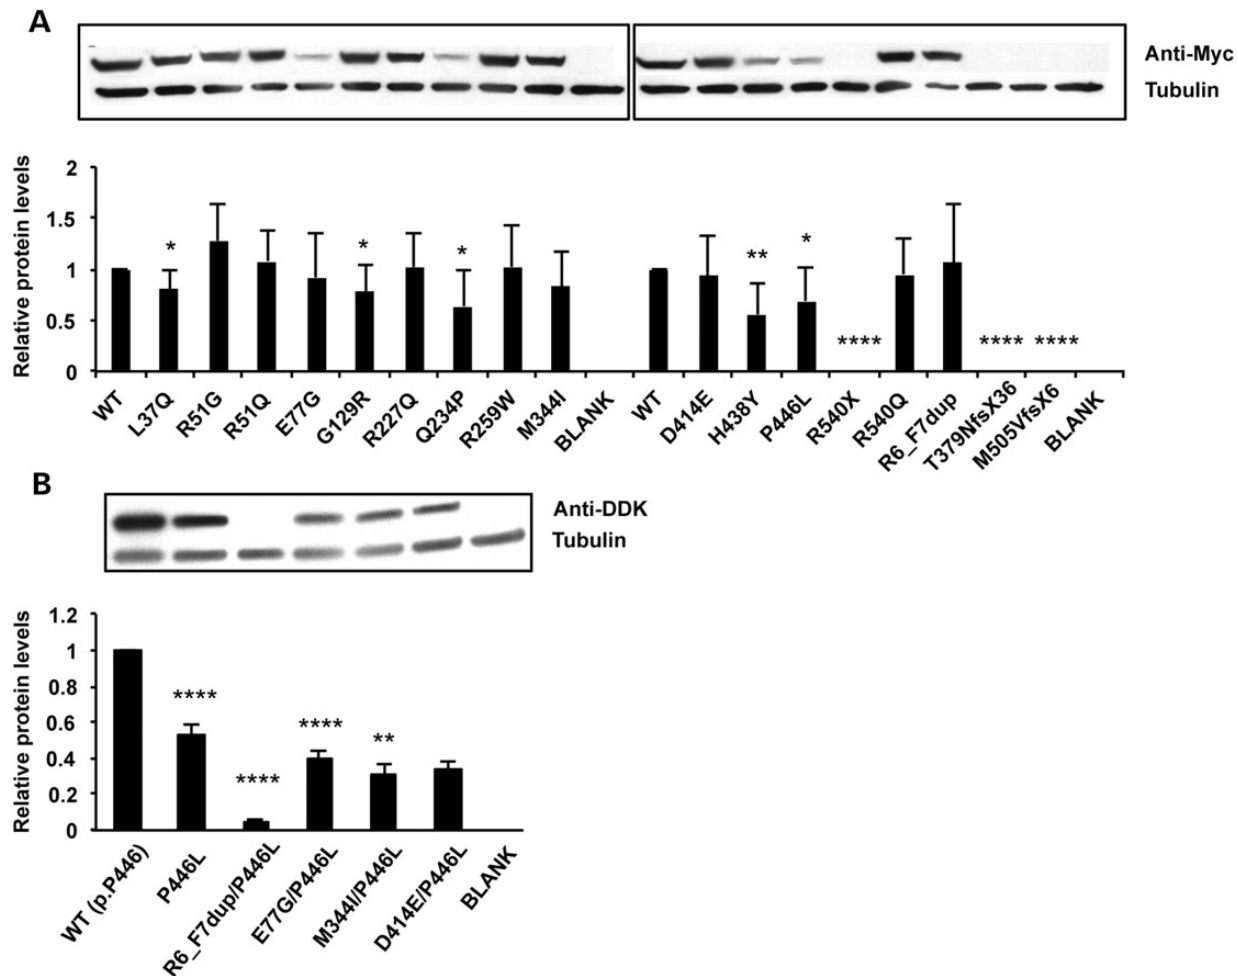 A
Anti-Myc
Tubulin
Relative protein levels
2
1.5
1
0.5
0
* * * ** * **** **** ****
WT L37Q R51G R51Q E77G G129R R227Q Q234P R259W M344I BLANK WT D414E H438Y P446L R540X R540Q R6_F7dup T379NfsX36 M505VfsX6 BLANK
B
Anti-DDK
Tubulin
Relative protein levels
1.2
1
0.8
0.6
0.4
0.2
0
**** **** **** **
WT (p.P446) P446L R6_F7dup/P446L E77G/P446L M344I/P446L D414E/P446L BLANK